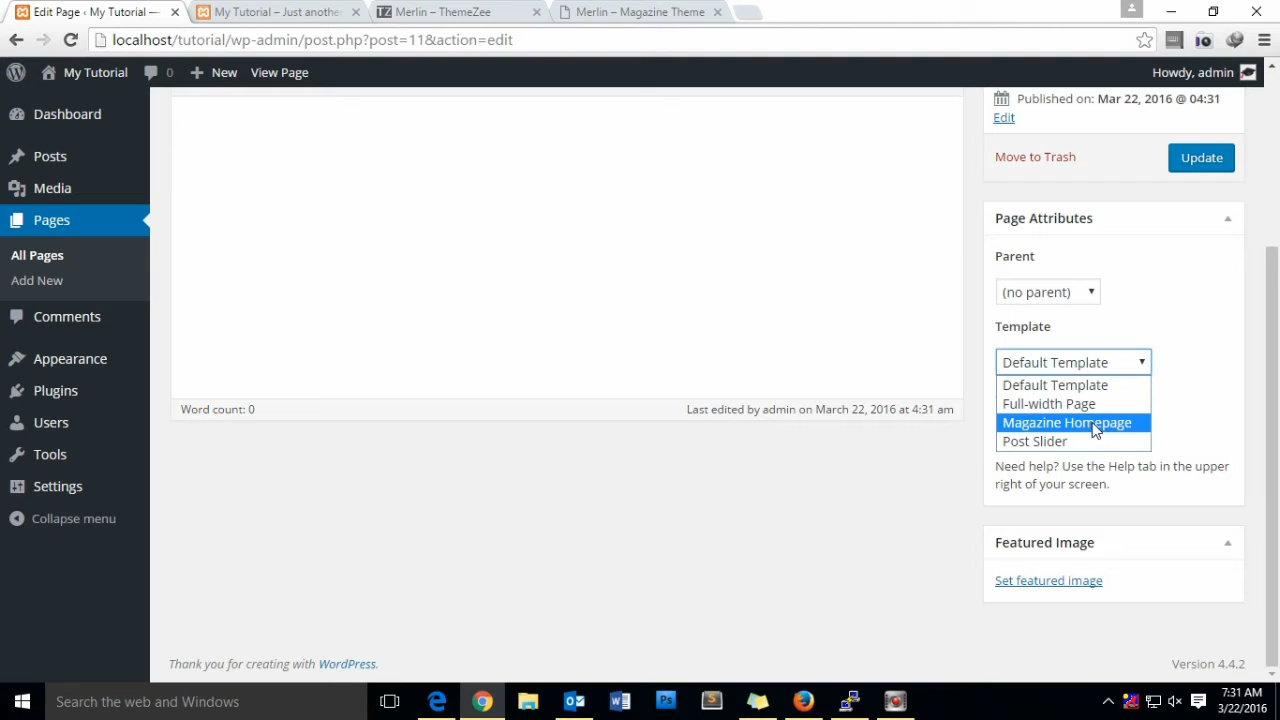 Edit Page ‹ My Tutorial —
My Tutorial – Just another
TZ Merlin – ThemeZee
Merlin – Magazine Theme
localhost/tutorial/wp-admin/post.php?post=11&action=edit
My Tutorial
0
New
View Page
Howdy, admin
Dashboard
Posts
Media
Pages
All Pages
Add New
Comments
Appearance
Plugins
Users
Tools
Settings
Collapse menu
Word count: 0
Last edited by admin on March 22, 2016 at 4:31 am
Published on: Mar 22, 2016 @ 04:31
Edit
Move to Trash
Update
Page Attributes
Parent
(no parent)
Template
Default Template
Default Template
Full-width Page
Magazine Homepage
Post Slider
Need help? Use the Help tab in the upper
right of your screen.
Featured Image
Set featured image
Thank you for creating with WordPress.
Version 4.4.2
Search the web and Windows
7:31 AM
3/22/2016